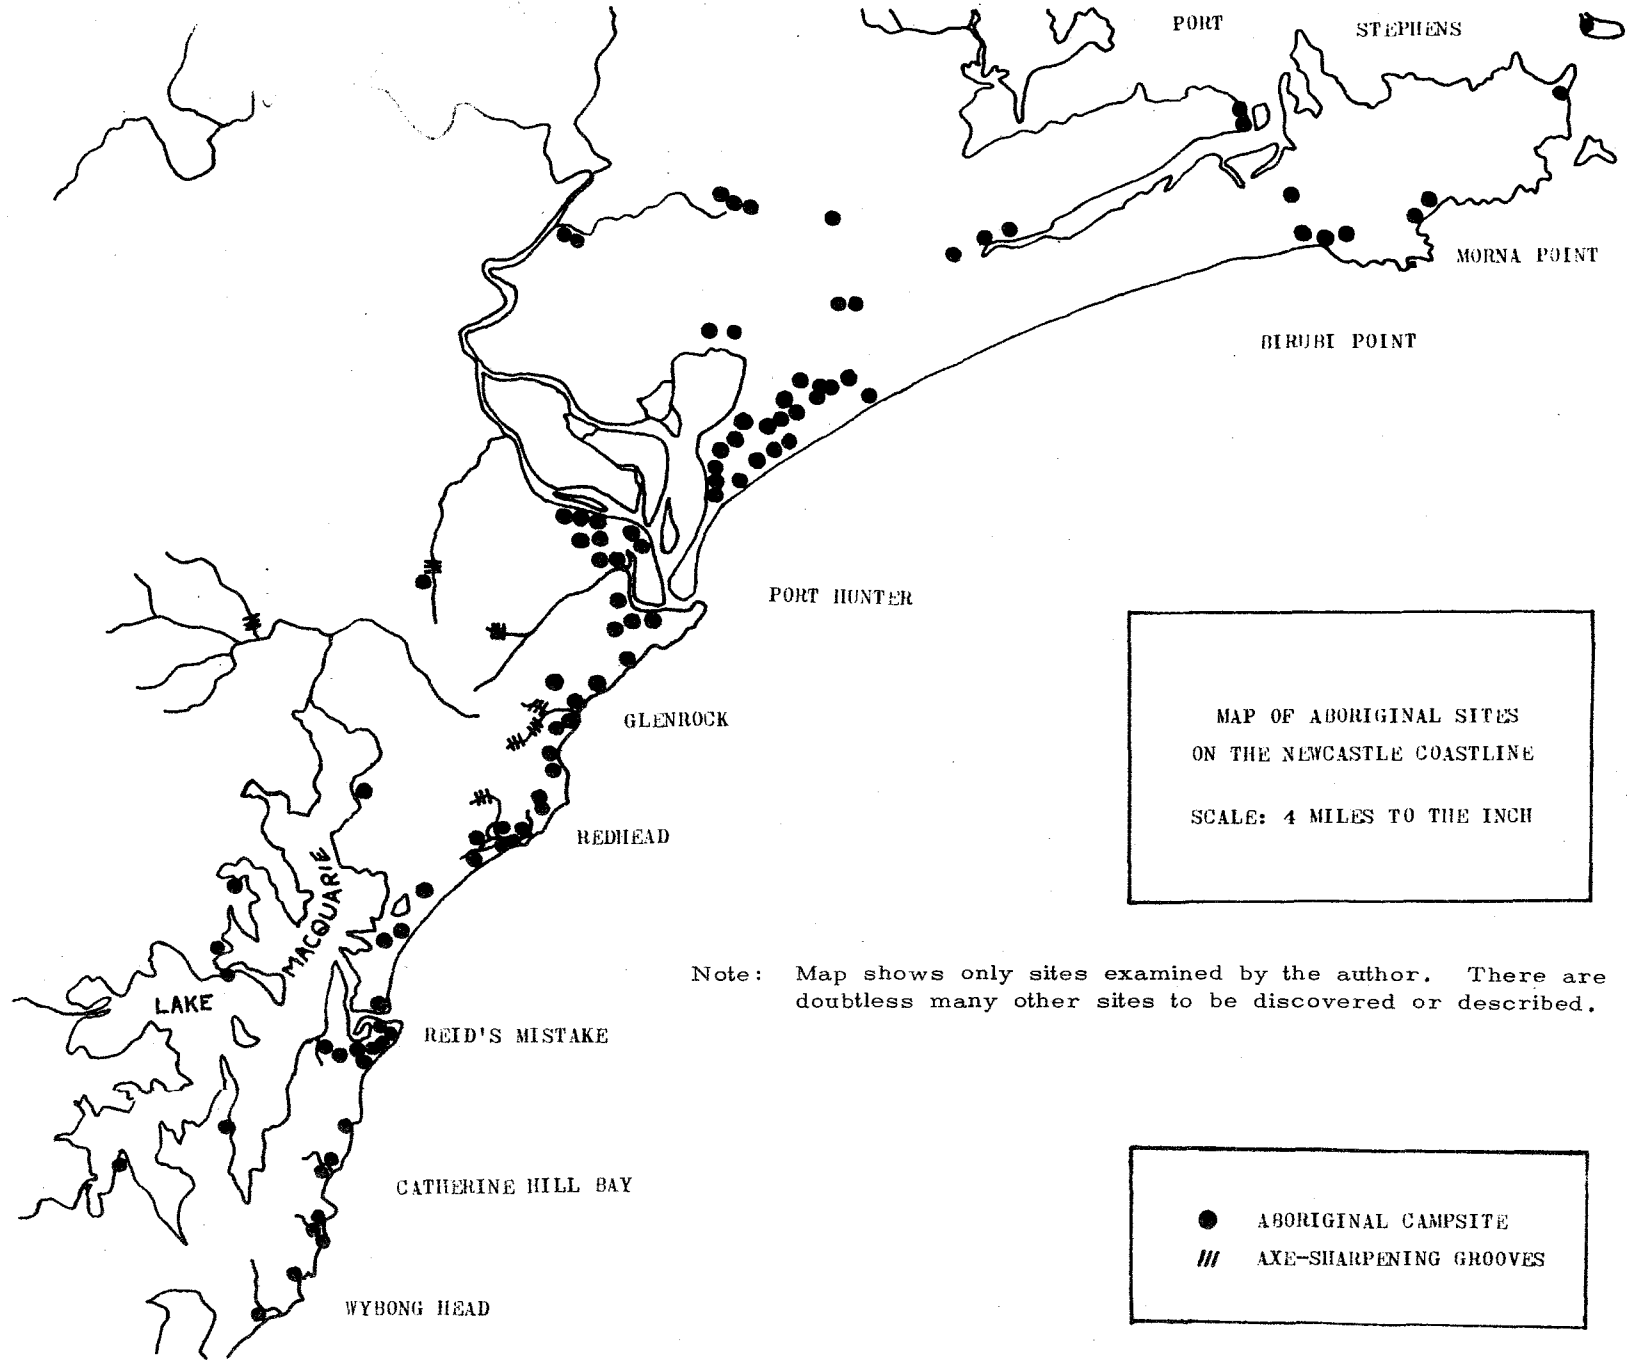 PORT STEPHENS
MORNA POINT
BIRUBI POINT
PORT HUNTER
GLENROCK
REDHEAD
MACQUARIE
LAKE
REID'S MISTAKE
CATHERINE HILL BAY
WYBONG HEAD
MAP OF ABORIGINAL SITES
ON THE NEWCASTLE COASTLINE
SCALE: 4 MILES TO THE INCH
Note: Map shows only sites examined by the author. There are
doubtless many other sites to be discovered or described.
ABORIGINAL CAMPSITE
AXE-SHARPENING GROOVES